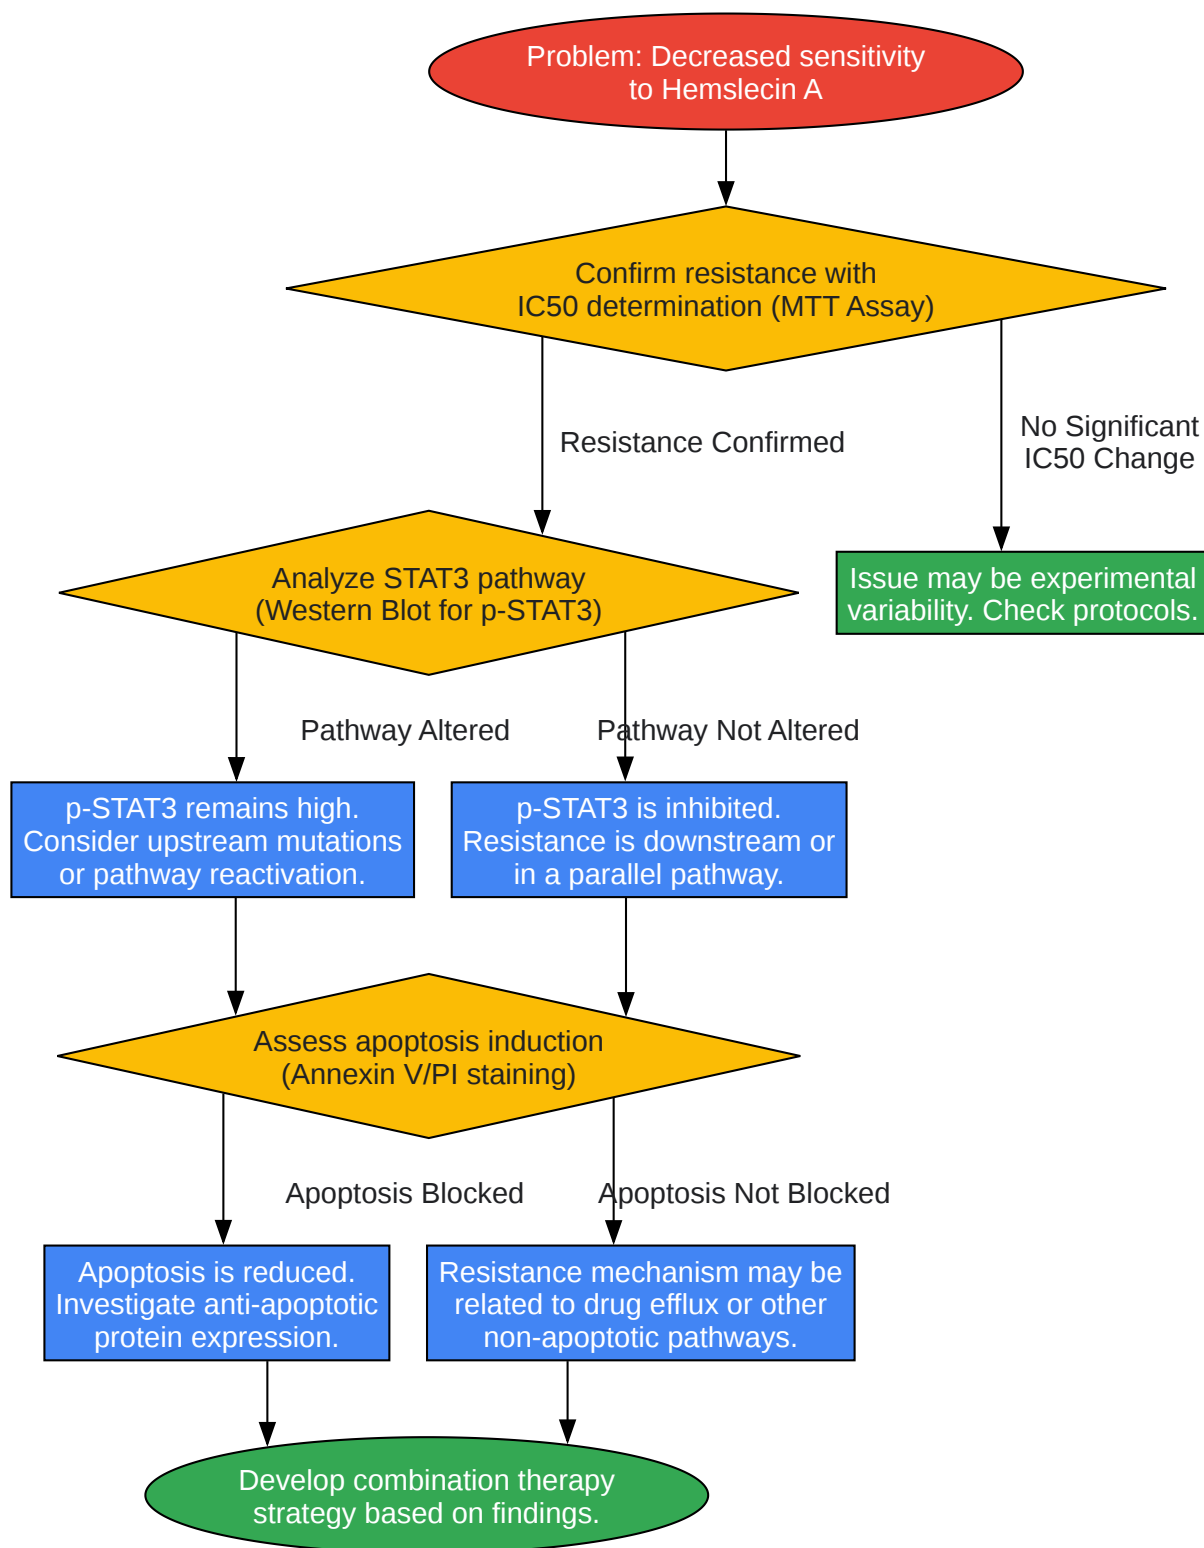 Problem: Decreased sensitivity
to Hemslecin A
Confirm resistance with
IC50 determination (MTT Assay)
Resistance Confirmed
No Significant
IC50 Change
Analyze STAT3 pathway
(Western Blot for p-STAT3)
Issue may be experimental
variability. Check protocols.
Pathway Altered
Pathway Not Altered
p-STAT3 remains high.
Consider upstream mutations
or pathway reactivation.
p-STAT3 is inhibited.
Resistance is downstream or
in a parallel pathway.
Assess apoptosis induction
(Annexin V/PI staining)
Apoptosis Blocked
Apoptosis Not Blocked
Apoptosis is reduced.
Investigate anti-apoptotic
protein expression.
Resistance mechanism may be
related to drug efflux or other
non-apoptotic pathways.
Develop combination therapy
strategy based on findings.